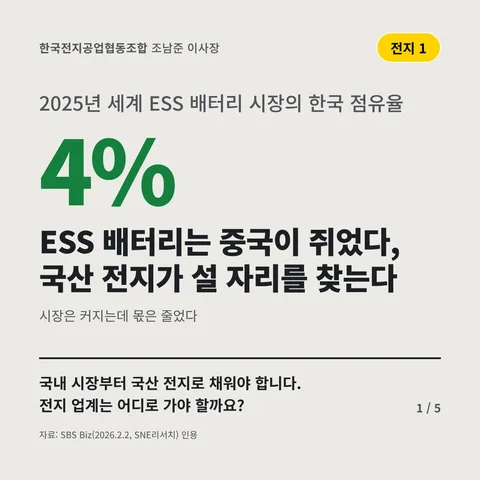 한국전지공업협동조합 조남준 이사장
전지 1
2025년 세계 ESS 배터리 시장의 한국 점유율
4%
ESS 배터리는 중국이 쥐었다,
국산 전지가 설 자리를 찾는다
시장은 커지는데 몫은 줄었다
국내 시장부터 국산 전지로 채워야 합니다.
전지 업계는 어디로 가야 할까요?
1 / 5
자료: SBS Biz(2026.2.2, SNE리서치) 인용